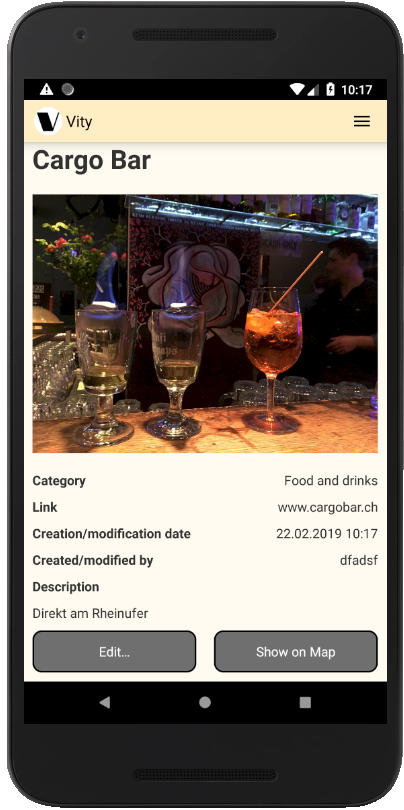 10:17
Vity
Cargo Bar
Category Food and drinks
Link www.cargobar.ch
Creation/modification date 22.02.2019 10:17
Created/modified by dfadsf
Description
Direkt am Rheinufer
Edit... Show on Map